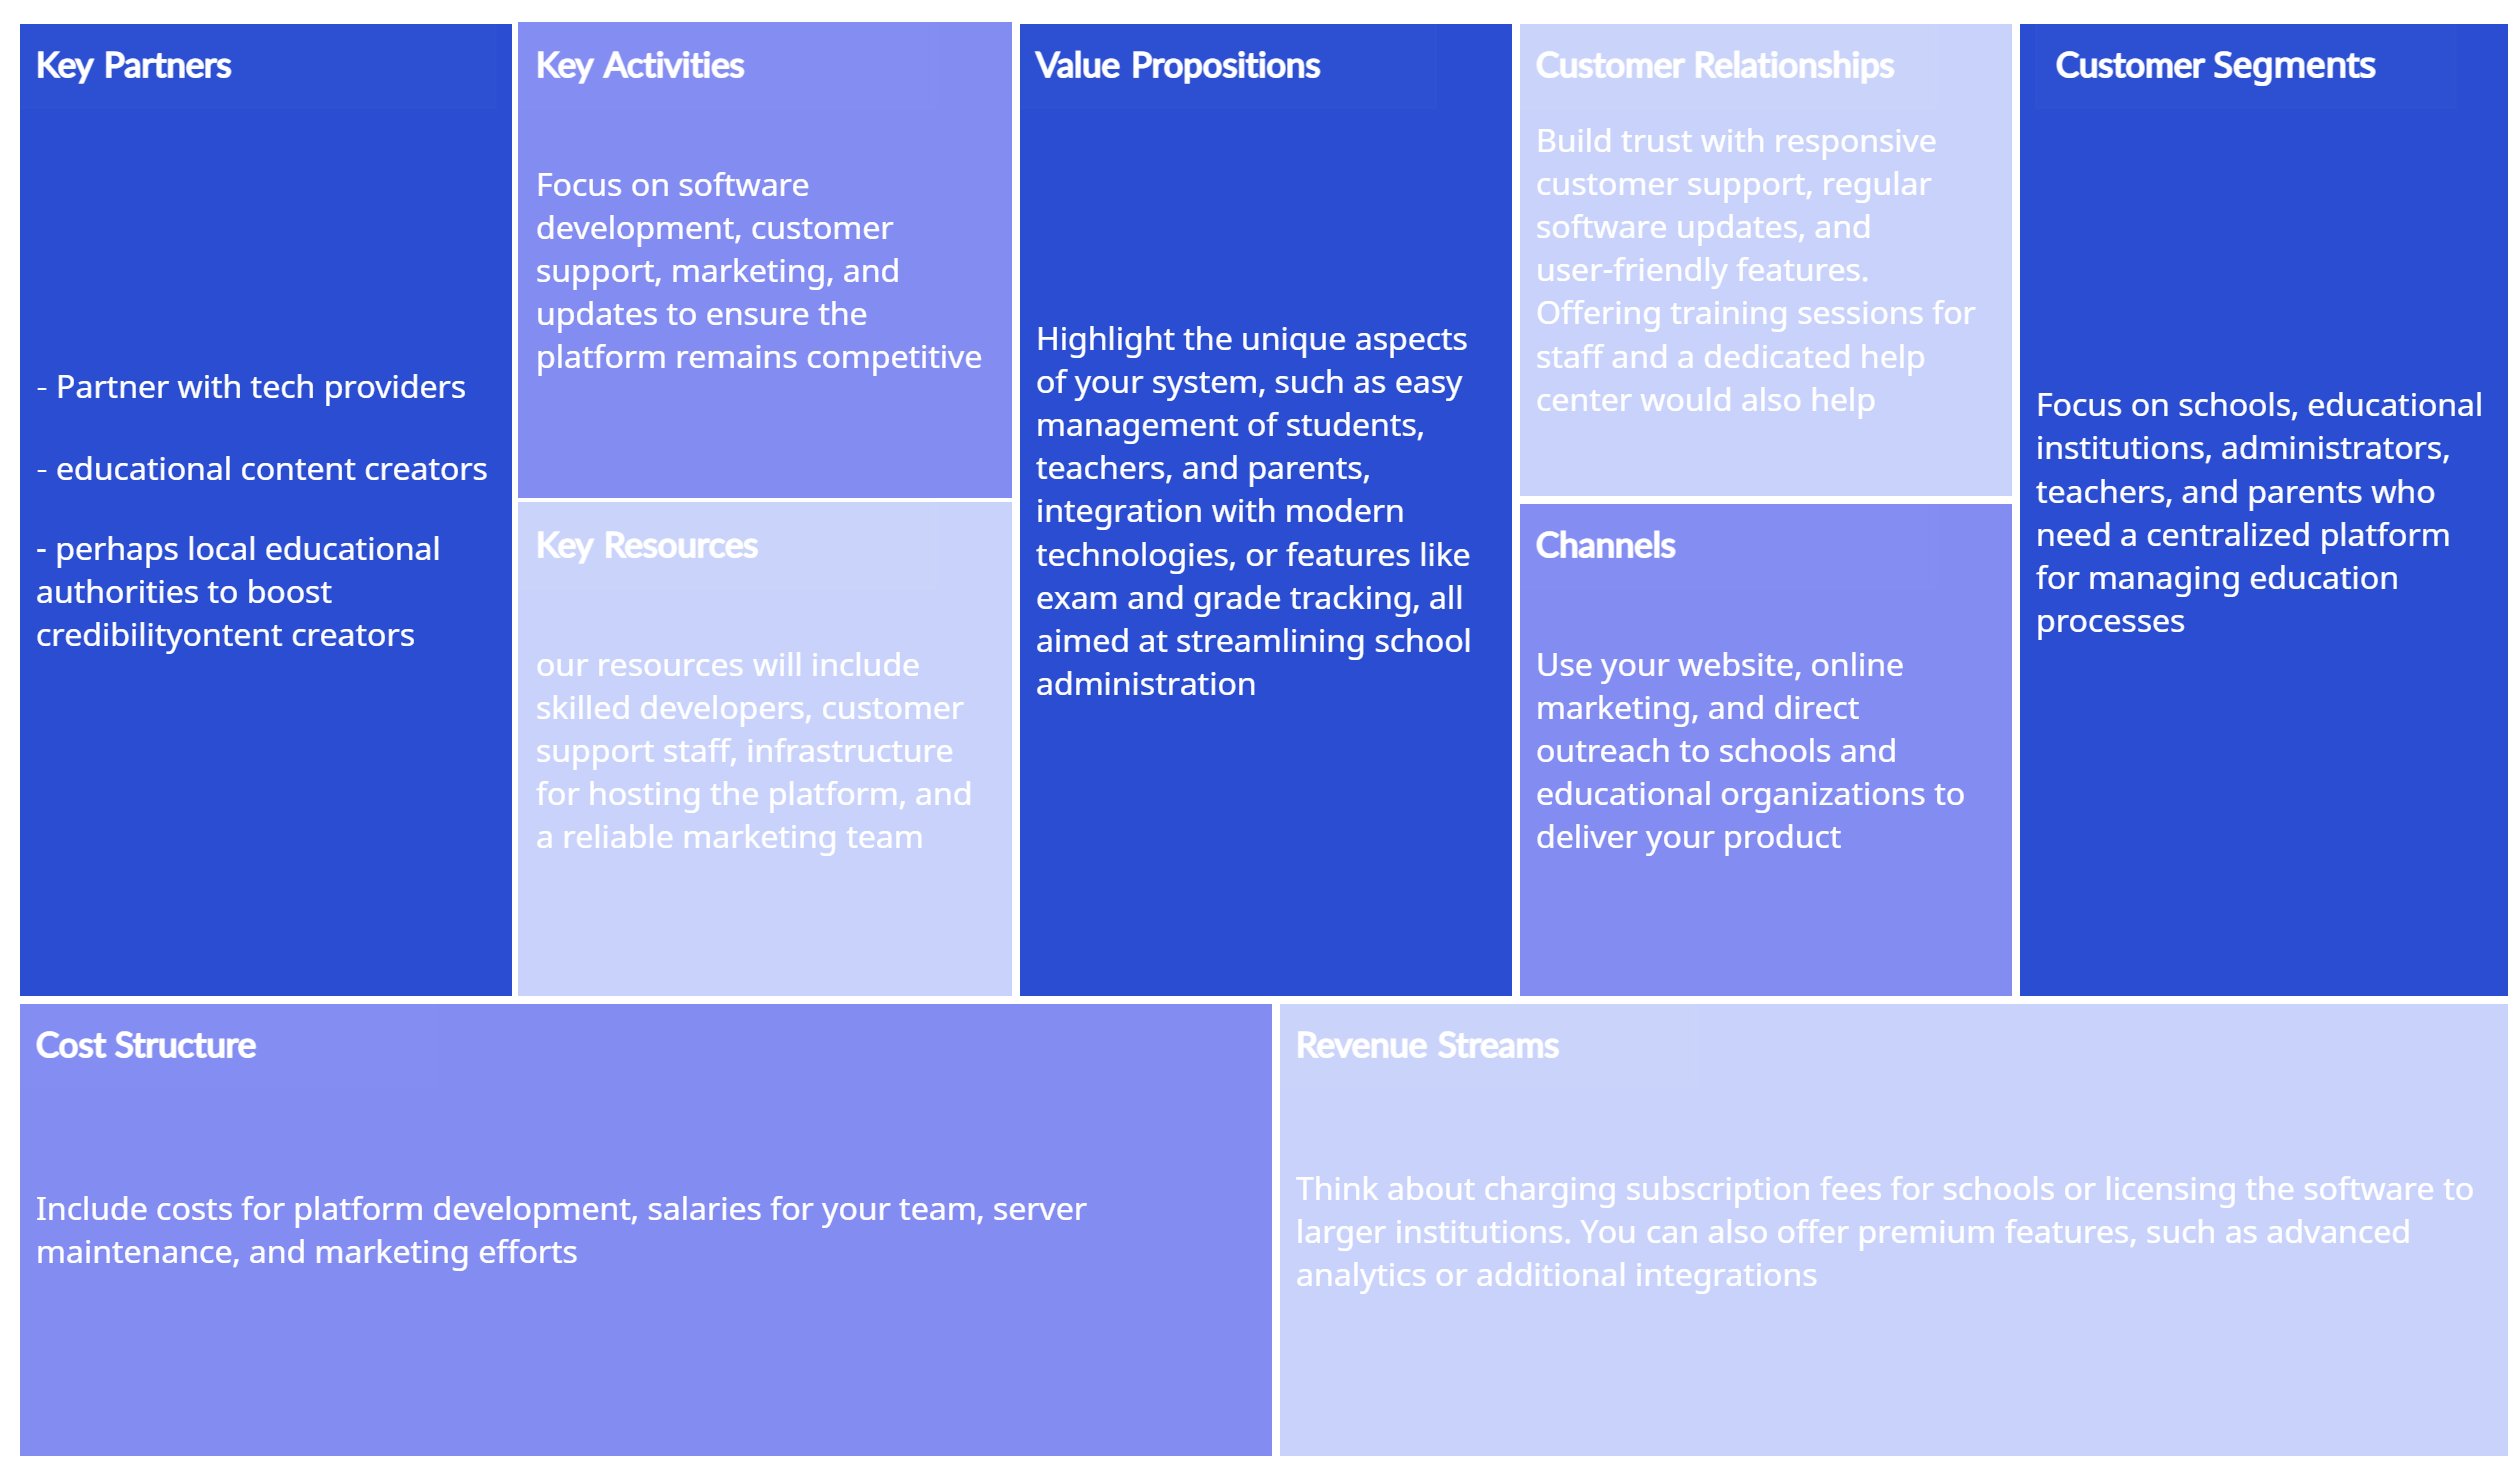 Key Partners
- Partner with tech providers
- educational content creators
- perhaps local educational
authorities to boost
credibilityontent creators
Key Activities
Focus on software
development, customer
support, marketing, and
updates to ensure the
platform remains competitive
Key Resources
our resources will include
skilled developers, customer
support staff, infrastructure
for hosting the platform, and
a reliable marketing team
Value Propositions
Highlight the unique aspects
of your system, such as easy
management of students,
teachers, and parents,
integration with modern
technologies, or features like
exam and grade tracking, all
aimed at streamlining school
administration
Customer Relationships
Build trust with responsive
customer support, regular
software updates, and
user-friendly features.
Offering training sessions for
staff and a dedicated help
center would also help
Channels
Use your website, online
marketing, and direct
outreach to schools and
educational organizations to
deliver your product
Customer Segments
Focus on schools, educational
institutions, administrators,
teachers, and parents who
need a centralized platform
for managing education
processes
Cost Structure
Include costs for platform development, salaries for your team, server
maintenance, and marketing efforts
Revenue Streams
Think about charging subscription fees for schools or licensing the software to
larger institutions. You can also offer premium features, such as advanced
analytics or additional integrations